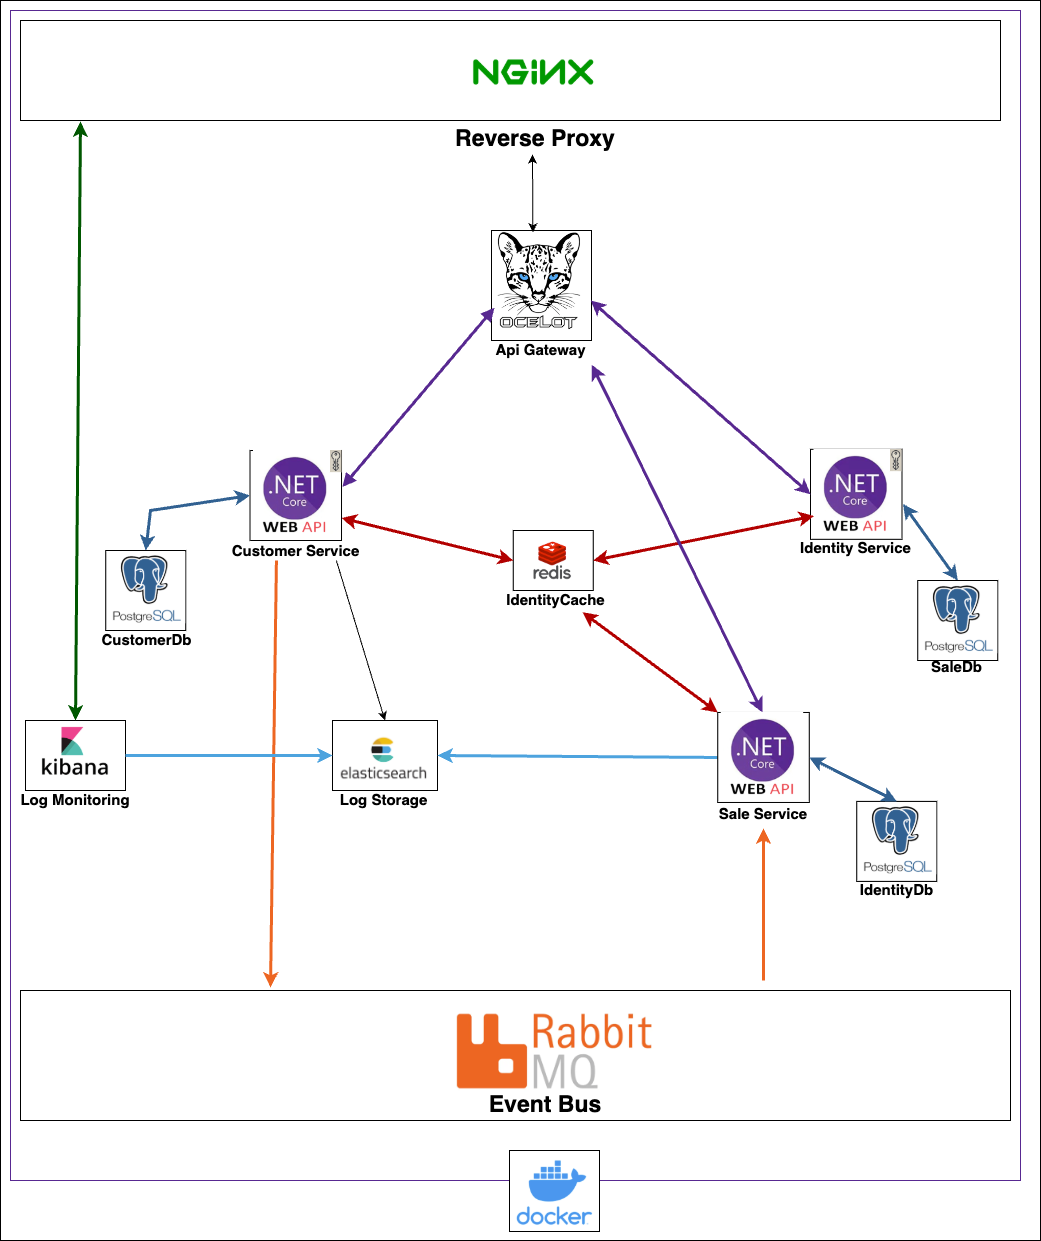 NGiNX
Reverse Proxy
OCELOT
Api Gateway
.NET
Core
WEB API
Customer Service
.NET
Core
WEB API
Identity Service
redis
IdentityCache
PostgreSQL
CustomerDb
PostgreSQL
SaleDb
kibana
Log Monitoring
elasticsearch
Log Storage
.NET
Core
WEB API
Sale Service
PostgreSQL
IdentityDb
Rabbit
MQ
Event Bus
docker